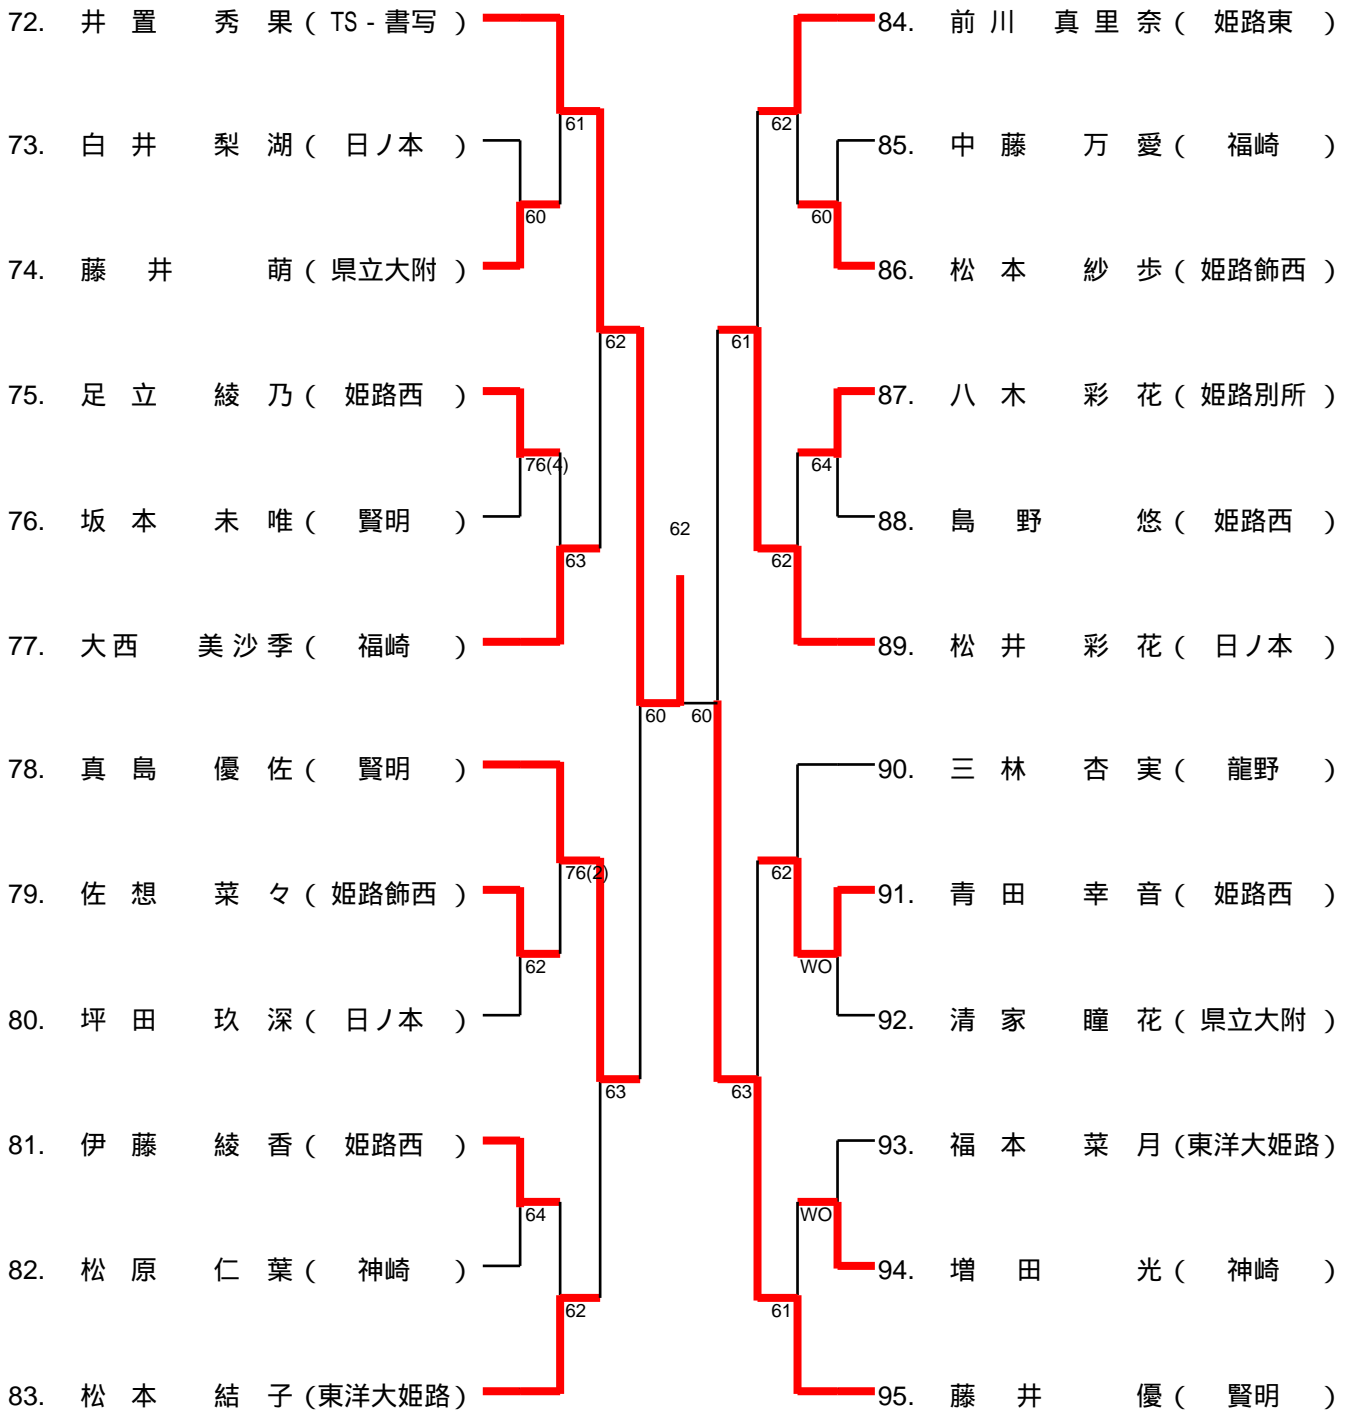 72. 井置 秀果 ( TS - 書写 )
61
73. 白井 梨湖 ( 日ノ本 )
60
74. 藤井 萌 ( 県立大附 )
62
75. 足立 綾乃 ( 姫路西 )
76(4)
76. 坂本 未唯 ( 賢明 )
63
77. 大西 美沙季 ( 福崎 )
60
78. 真島 優佐 ( 賢明 )
76(2)
79. 佐想 菜々 ( 姫路飾西 )
62
80. 坪田 玖深 ( 日ノ本 )
63
81. 伊藤 綾香 ( 姫路西 )
64
82. 松原 仁葉 ( 神崎 )
62
83. 松本 結子 (東洋大姫路)
62
84. 前川 真里奈 ( 姫路東 )
62
85. 中藤 万愛 ( 福崎 )
60
86. 松本 紗歩 ( 姫路飾西 )
61
87. 八木 彩花 ( 姫路別所 )
64
88. 島野 悠 ( 姫路西 )
62
89. 松井 彩花 ( 日ノ本 )
60
90. 三林 杏実 ( 龍野 )
62
91. 青田 幸音 ( 姫路西 )
WO
92. 清家 瞳花 ( 県立大附 )
63
93. 福本 菜月 (東洋大姫路)
WO
94. 増田 光 ( 神崎 )
61
95. 藤井 優 ( 賢明 )